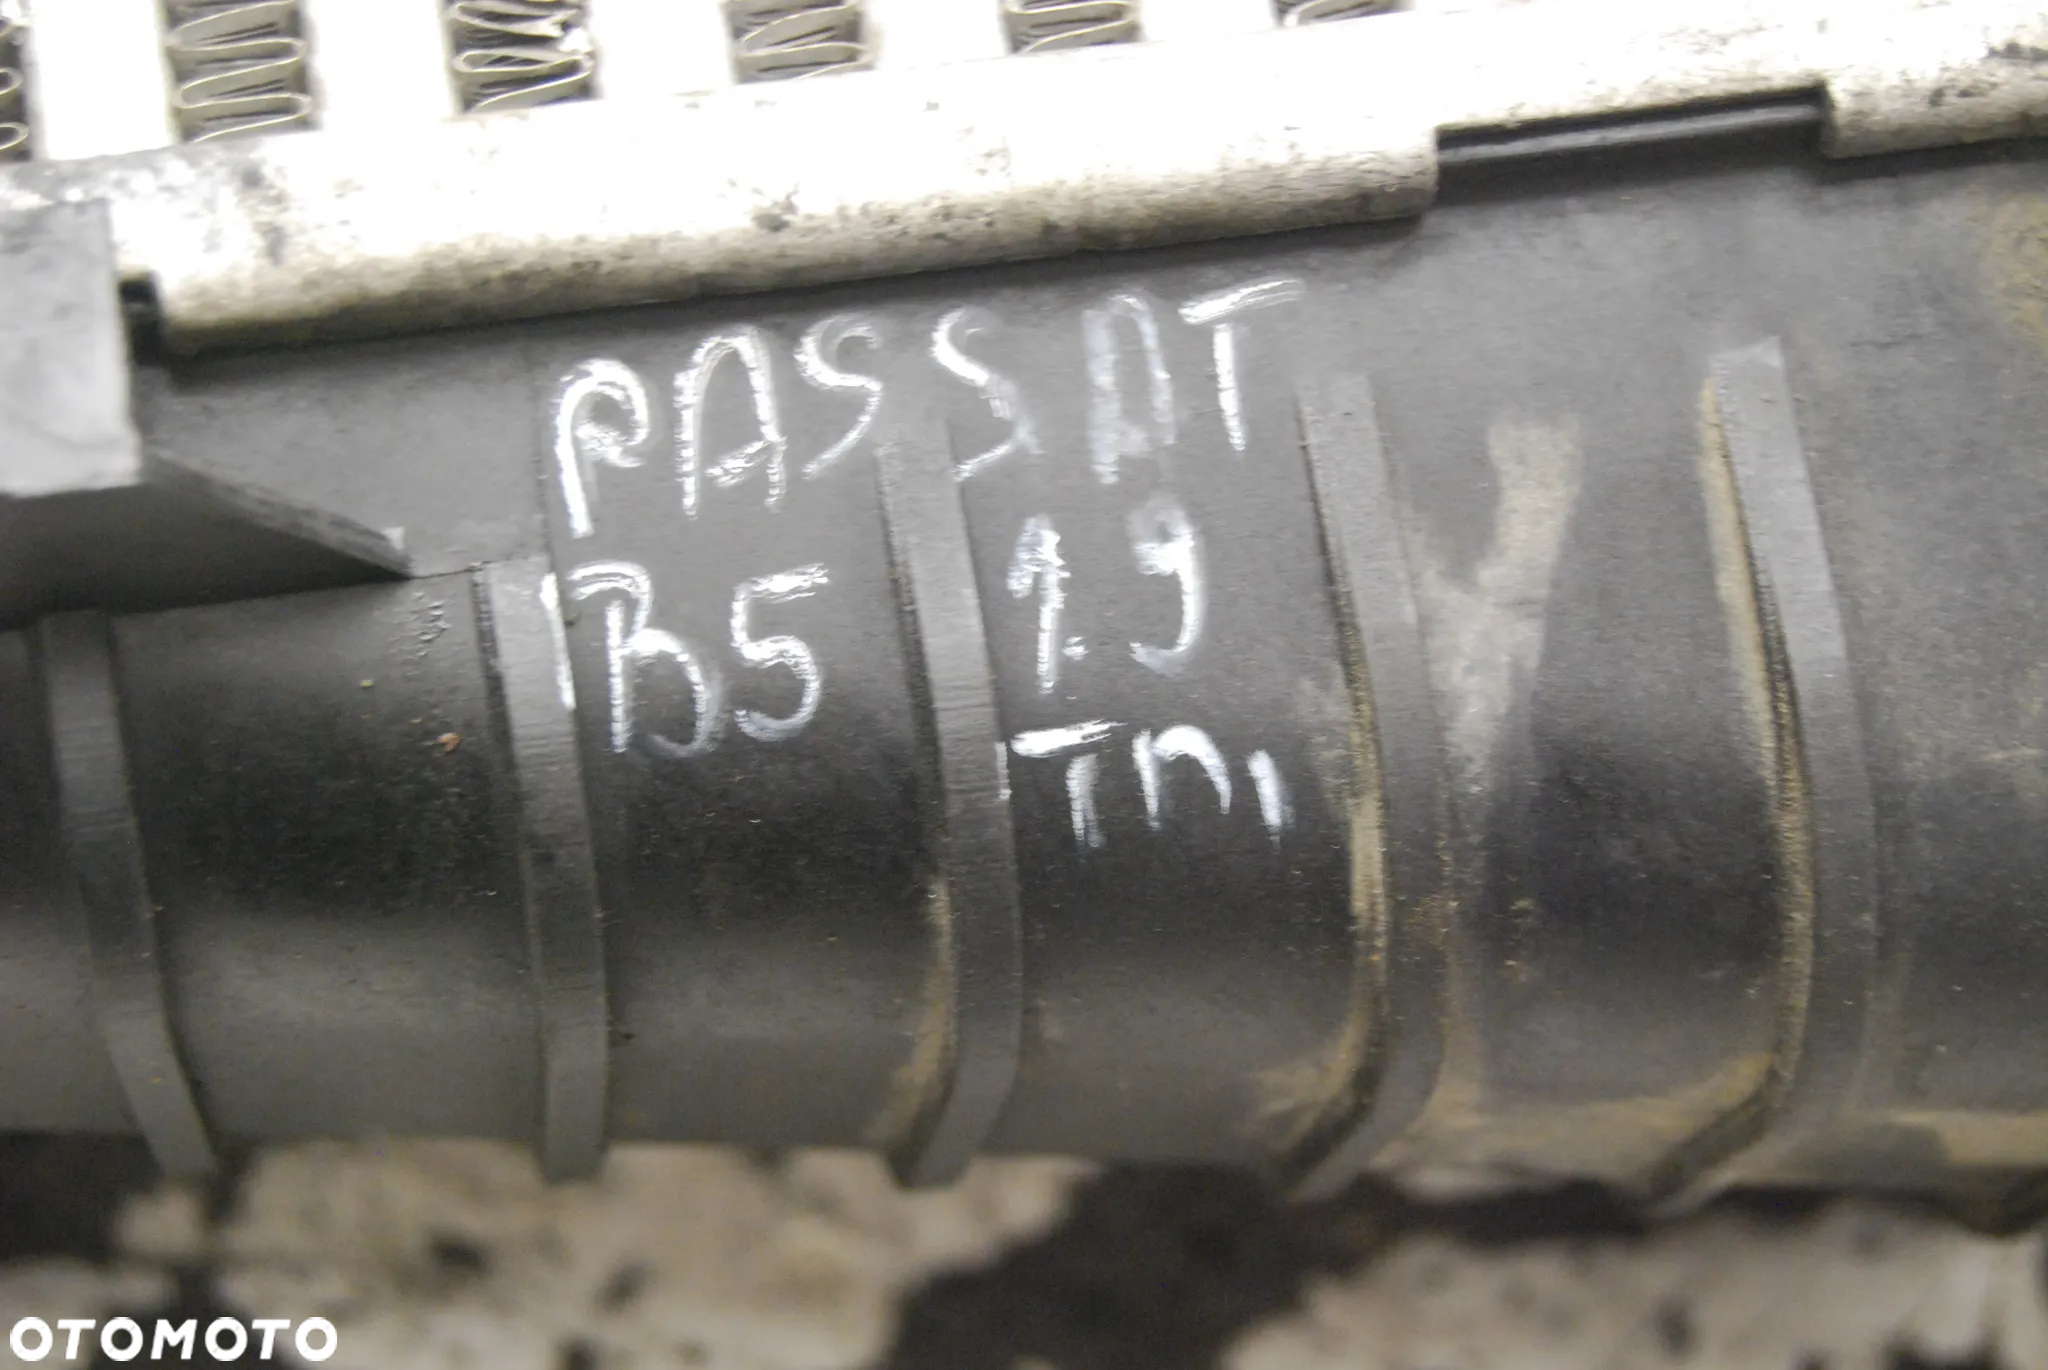 PASSAT
B5 1.9
TDI
OTOMOTO